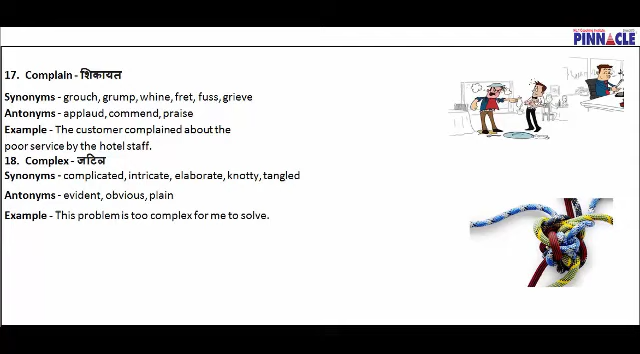 PINNACLE
17. Complain - शिकायत
Synonyms - grouch, grump, whine, fret, fuss, grieve
Antonyms - applaud, commend, praise
Example - The customer complained about the
poor service by the hotel staff.
18. Complex - जटिल
Synonyms - complicated, intricate, elaborate, knotty, tangled
Antonyms - evident, obvious, plain
Example - This problem is too complex for me to solve.